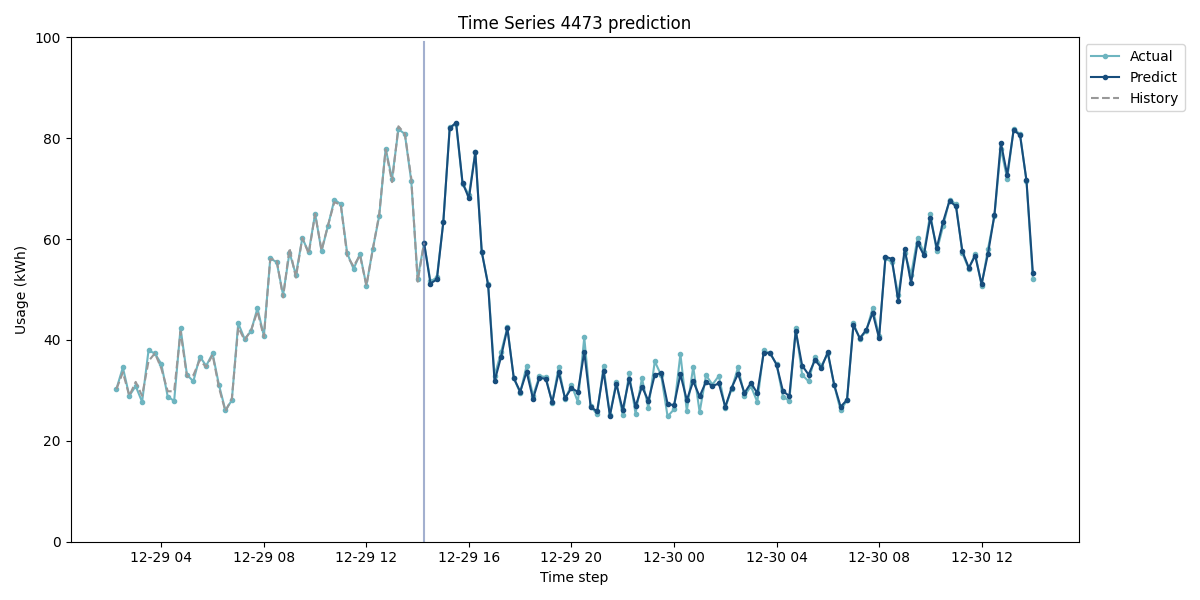 Time Series 4473 prediction
100
80
60
40
20
0
Usage (kWh)
12-29 04
12-29 08
12-29 12
12-29 16
12-29 20
12-30 00
12-30 04
12-30 08
12-30 12
Time step
Actual
Predict
History